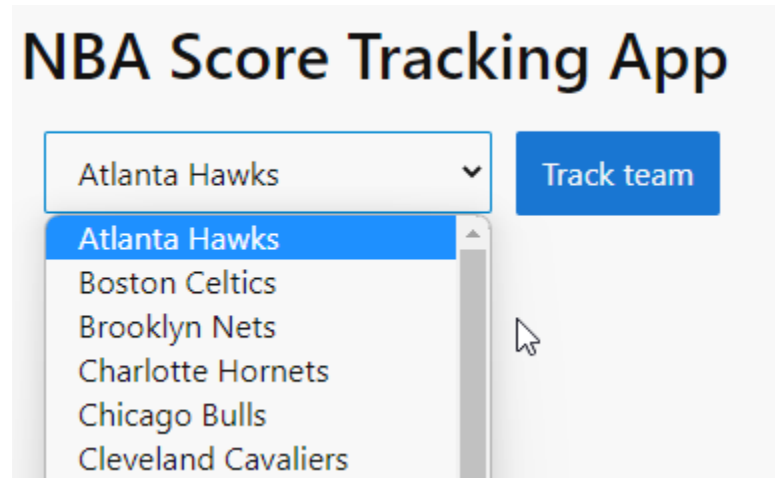 NBA Score Tracking App
Atlanta Hawks Track team
Atlanta Hawks
Boston Celtics
Brooklyn Nets
Charlotte Hornets
Chicago Bulls
Cleveland Cavaliers